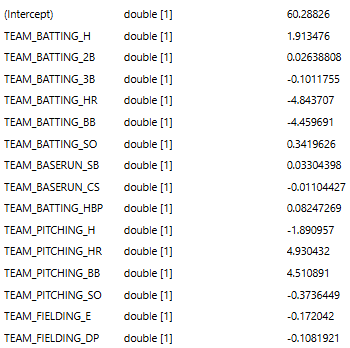 (Intercept) double [1] 60.28826
TEAM_BATTING_H double [1] 1.913476
TEAM_BATTING_2B double [1] 0.02638808
TEAM_BATTING_3B double [1] -0.1011755
TEAM_BATTING_HR double [1] -4.843707
TEAM_BATTING_BB double [1] -4.459691
TEAM_BATTING_SO double [1] 0.3419626
TEAM_BASERUN_SB double [1] 0.03304398
TEAM_BASERUN_CS double [1] -0.01104427
TEAM_BATTING_HBP double [1] 0.08247269
TEAM_PITCHING_H double [1] -1.890957
TEAM_PITCHING_HR double [1] 4.930432
TEAM_PITCHING_BB double [1] 4.510891
TEAM_PITCHING_SO double [1] -0.3736449
TEAM_FIELDING_E double [1] -0.172042
TEAM_FIELDING_DP double [1] -0.1081921